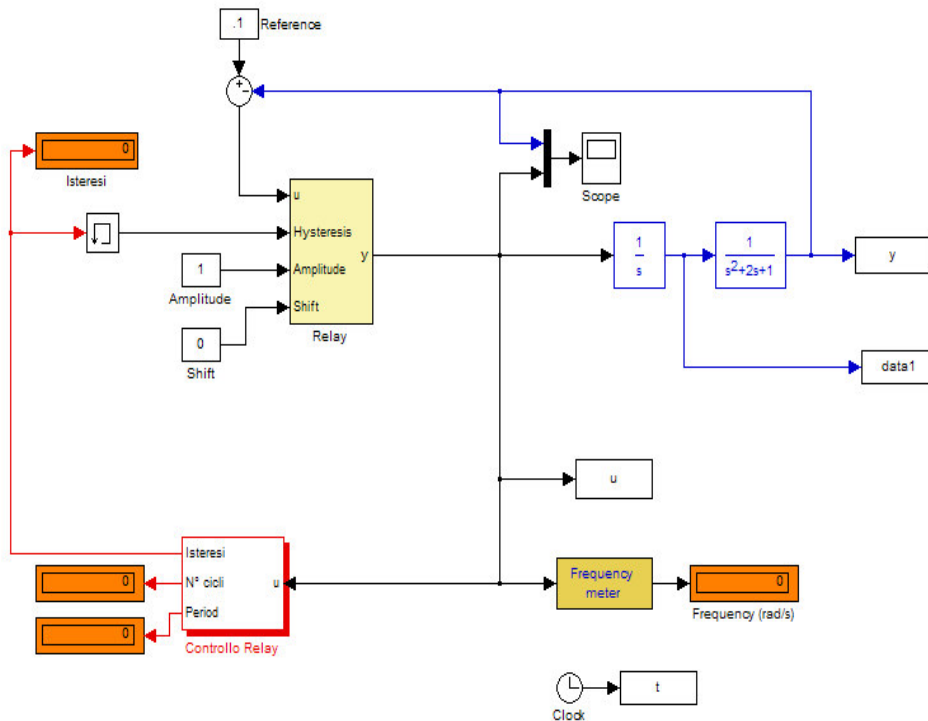 .1
Reference
+
-
0
Isteresi
Scope
u
Hysteresis
Amplitude
Shift
y
Relay
1
Amplitude
0
Shift
1
s
1
s²+2s+1
y
data1
u
Isteresi
N° cicli
Period
u
Controllo Relay
0
0
Frequency
meter
0
Frequency (rad/s)
Clock
t